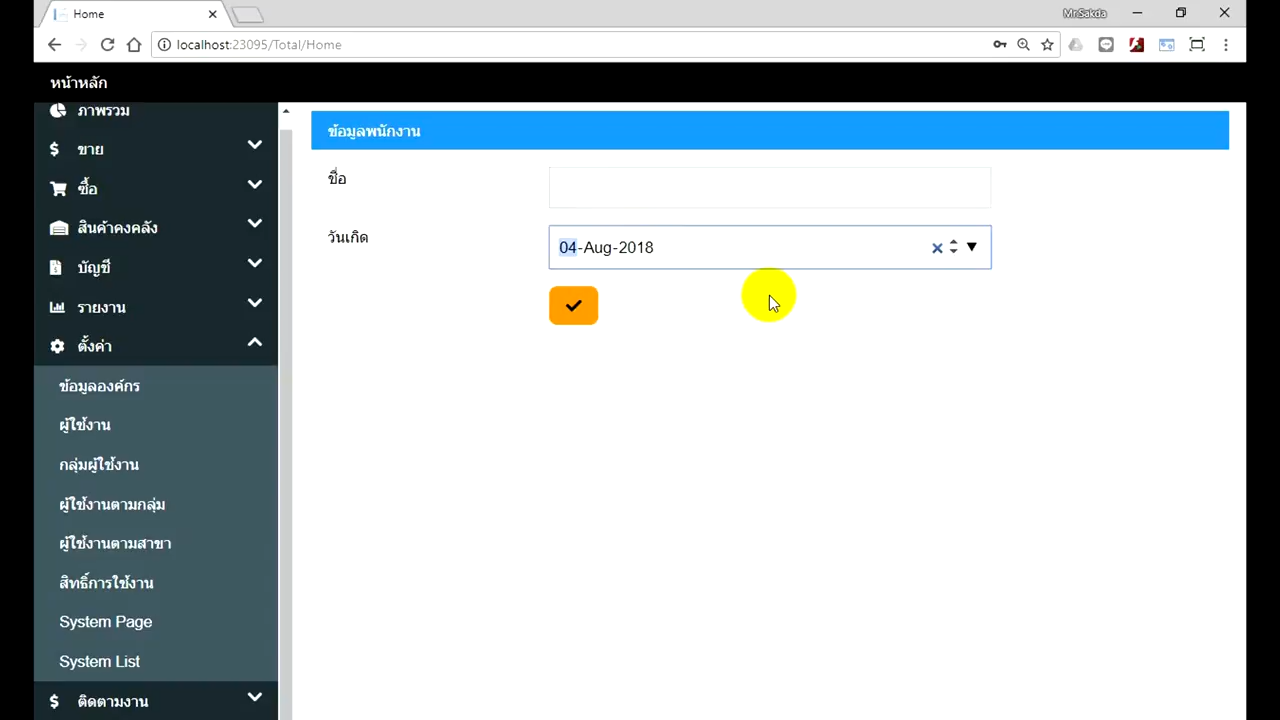 Home
MrSakda
localhost:23095/Total/Home
หน้าหลัก
ภาพรวม
ขาย
ซื้อ
สินค้าคงคลัง
บัญชี
รายงาน
ตั้งค่า
ข้อมูลองค์กร
ผู้ใช้งาน
กลุ่มผู้ใช้งาน
ผู้ใช้งานตามกลุ่ม
ผู้ใช้งานตามสาขา
สิทธิ์การใช้งาน
System Page
System List
ติดตามงาน
ข้อมูลพนักงาน
ชื่อ
วันเกิด
04-Aug-2018